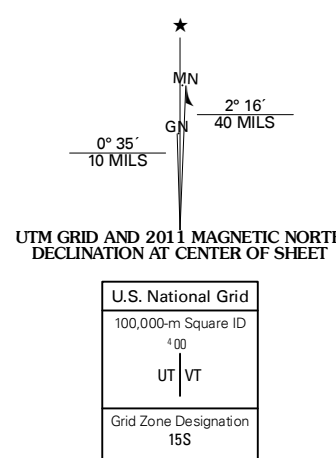 ★
MN
GN
2° 16´
40 MILS
0° 35´
10 MILS
UTM GRID AND 2011 MAGNETIC NORTH
DECLINATION AT CENTER OF SHEET
U.S. National Grid
100,000-m Square ID
⁴00
UT VT
Grid Zone Designation
15S